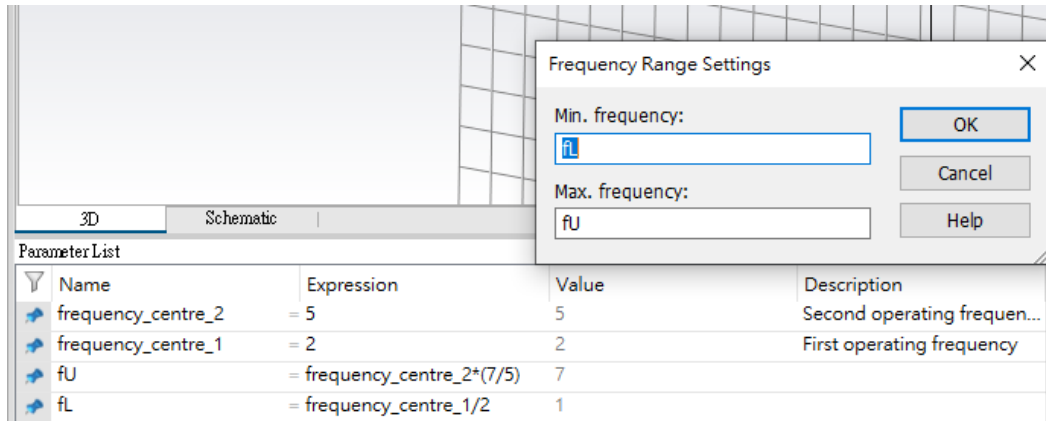 Frequency Range Settings
Min. frequency:
fL
OK
Cancel
Max. frequency:
fU
Help
3D Schematic
Parameter List
Name Expression Value Description
frequency_centre_2 = 5 5 Second operating frequen...
frequency_centre_1 = 2 2 First operating frequency
fU = frequency_centre_2*(7/5) 7
fL = frequency_centre_1/2 1